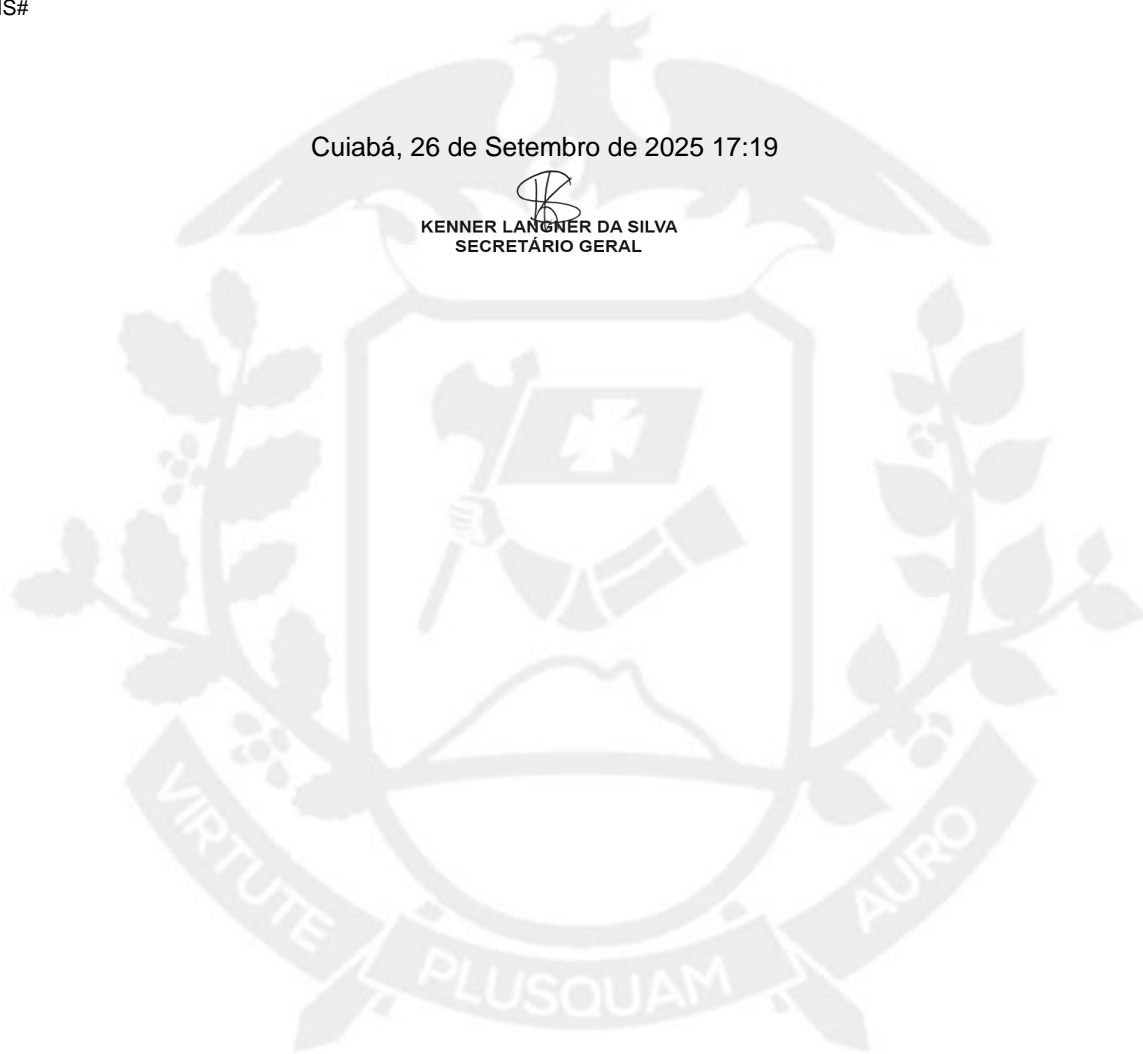 IS#
Cuiabá, 26 de Setembro de 2025 17:19
KENNER LANGNER DA SILVA
SECRETÁRIO GERAL
VIRTUTE PLUSQUAM AURO